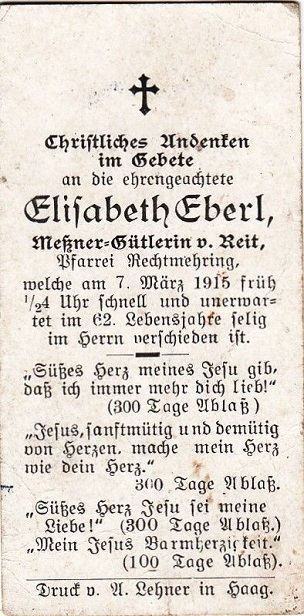 Christliches Andenken
im Gebete
an die ehrengeachtete
Elisabeth Eberl,
Meßner-Gütlerin v. Reit,
Pfarrei Rechtmehring,
welche am 7. März 1915 früh
1/24 Uhr schnell und unerwar-
tet im 62. Lebensjahre selig
im Herrn verschieden ist.
„Süßes Herz meines Jesu gib,
daß ich immer mehr dich lieb!“
(300 Tage Ablaß)
„Jesus, sanftmütig und demütig
von Herzen, mache mein Herz
wie dein Herz.“
300 Tage Ablaß.
„Süßes Herz Jesu sei meine
Liebe!“ (300 Tage Ablaß.)
„Mein Jesus Barmherzigkeit.“
(100 Tage Ablaß).
Druck v. A. Lehner in Haag.